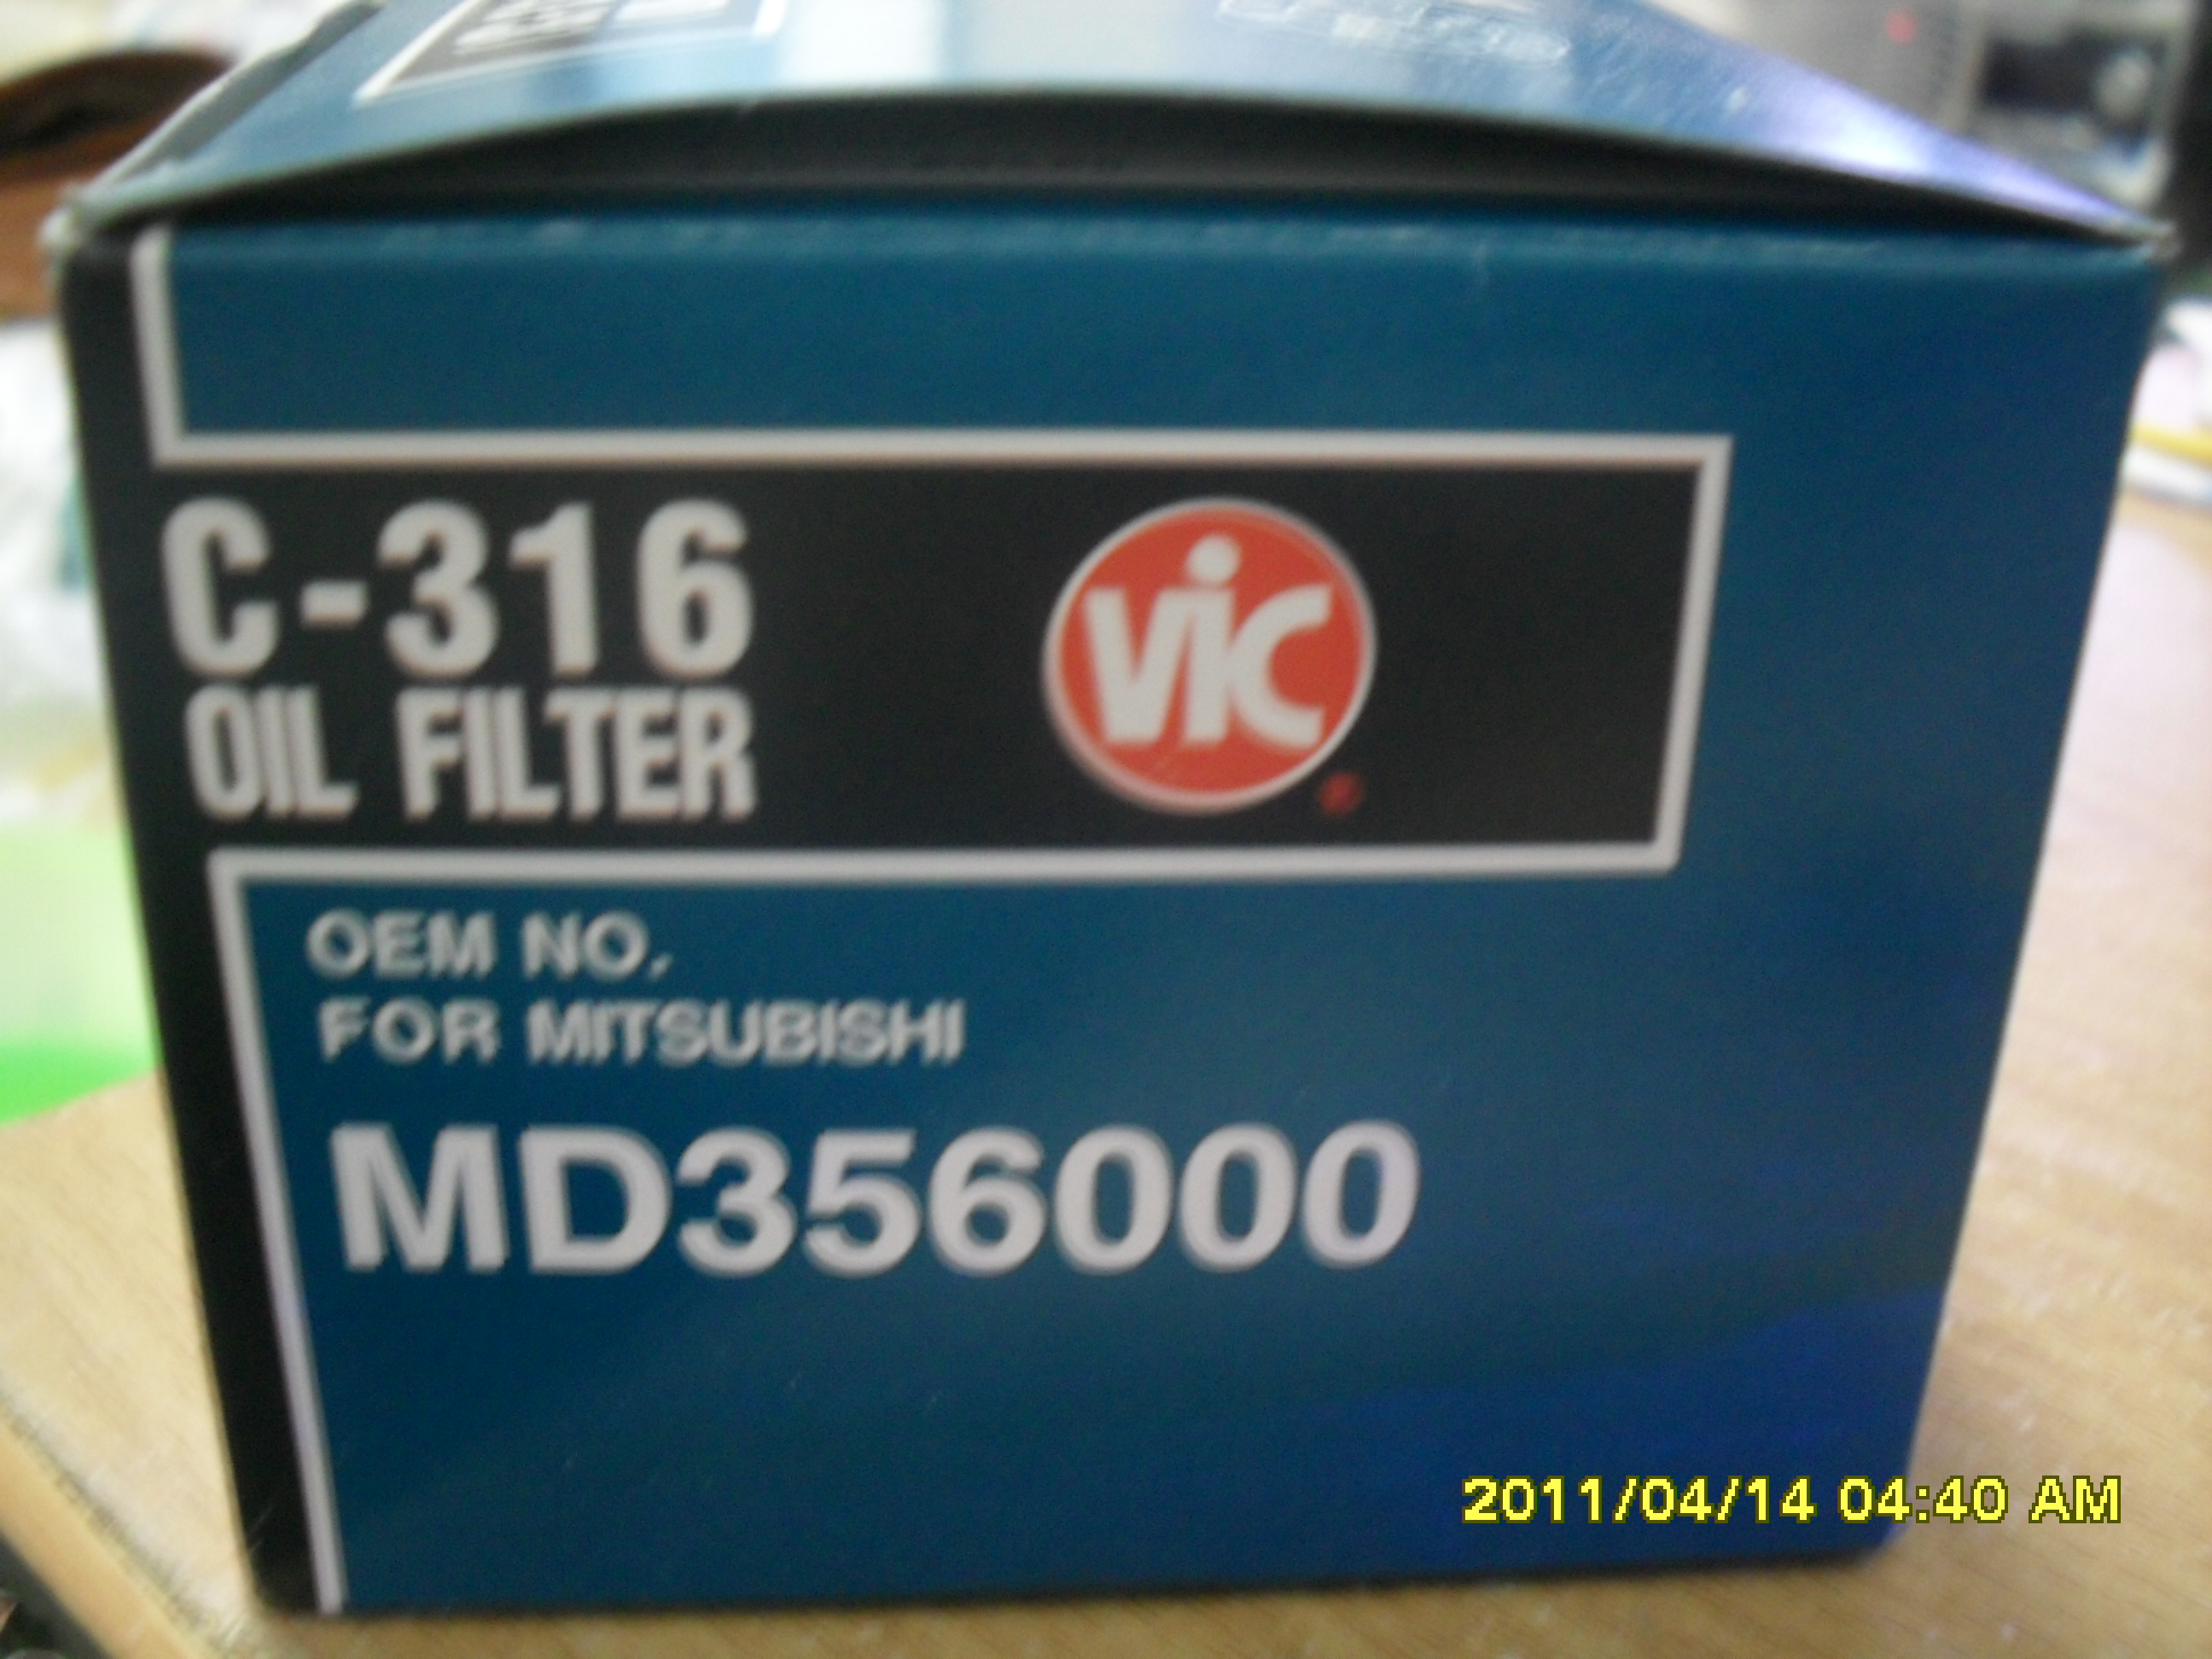 C-316
OIL FILTER
ViC
OEM NO.
FOR MITSUBISHI
MD356000
2011/04/14 04:40 AM